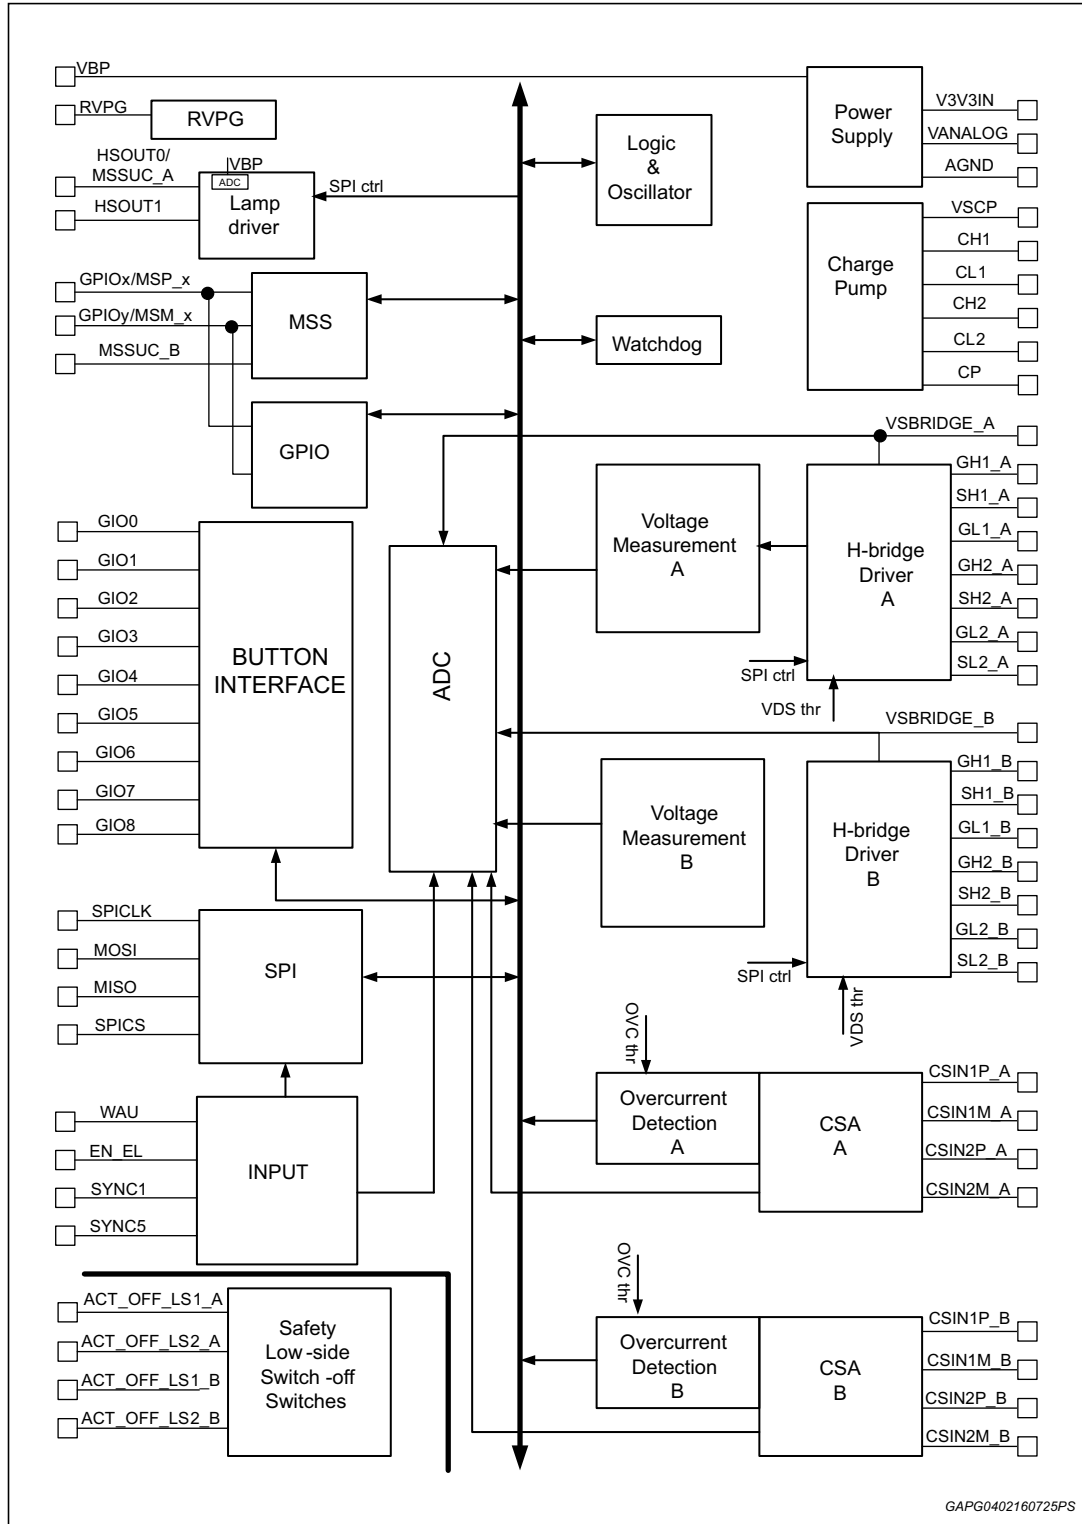 VBP
RVPG
RVPG
HSOUT0/
MSSUC_A
HSOUT1
VBP
ADC
Lamp
driver
SPI ctrl
GPIOx/MSP_x
GPIOy/MSM_x
MSSUC_B
MSS
GPIO
Logic
&
Oscillator
Watchdog
Power
Supply
V3V3IN
VANALOG
AGND
Charge
Pump
VSCP
CH1
CL1
CH2
CL2
CP
GIO0
GIO1
GIO2
GIO3
GIO4
GIO5
GIO6
GIO7
GIO8
BUTTON
INTERFACE
ADC
Voltage
Measurement
A
H-bridge
Driver
A
VSBRIDGE_A
GH1_A
SH1_A
GL1_A
GH2_A
SH2_A
GL2_A
SL2_A
SPI ctrl
VDS thr
Voltage
Measurement
B
H-bridge
Driver
B
VSBRIDGE_B
GH1_B
SH1_B
GL1_B
GH2_B
SH2_B
GL2_B
SL2_B
SPI ctrl
VDS thr
SPICLK
MOSI
MISO
SPICS
SPI
WAU
EN_EL
SYNC1
SYNC5
INPUT
OVC thr
Overcurrent
Detection
A
CSA
A
CSIN1P_A
CSIN1M_A
CSIN2P_A
CSIN2M_A
ACT_OFF_LS1_A
ACT_OFF_LS2_A
ACT_OFF_LS1_B
ACT_OFF_LS2_B
Safety
Low-side
Switch-off
Switches
OVC thr
Overcurrent
Detection
B
CSA
B
CSIN1P_B
CSIN1M_B
CSIN2P_B
CSIN2M_B
GAPG0402160725PS